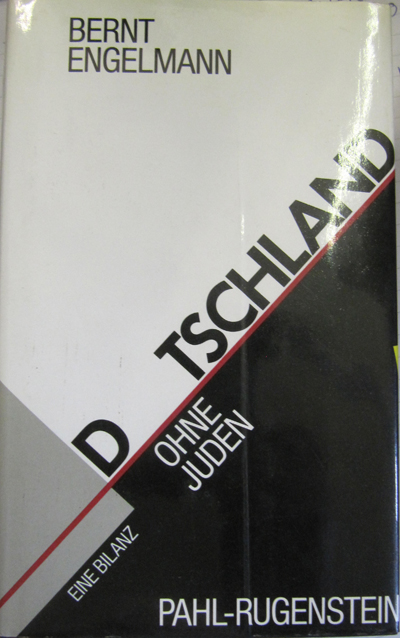 BERNT
ENGELMANN
D TSCHLAND
OHNE
JUDEN
EINE BILANZ
PAHL-RUGENSTEIN